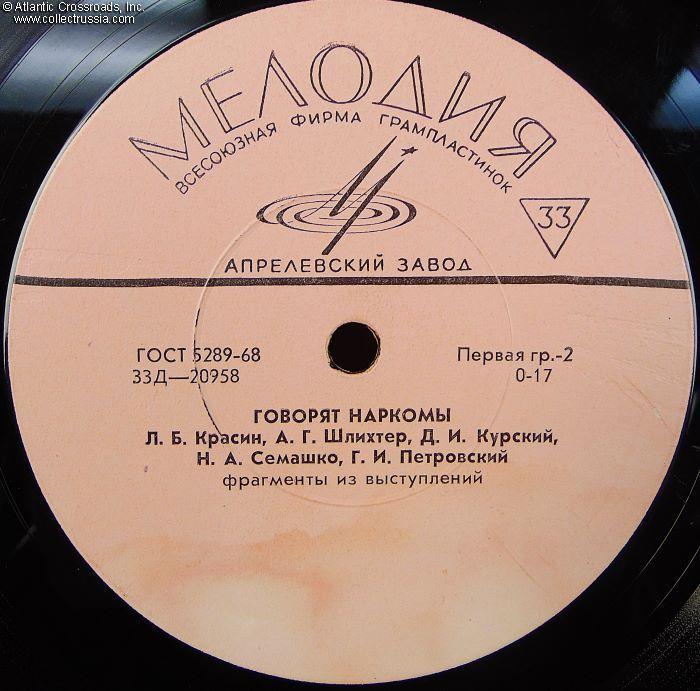 © Atlantic Crossroads, Inc.
www.collectrussia.com
МЕЛОДИЯ
ВСЕСОЮЗНАЯ ФИРМА ГРАМПЛАСТИНОК
33
АПРЕЛЕВСКИЙ ЗАВОД
ГОСТ 5289-68
Первая гр.-2
33Д—20958
0-17
ГОВОРЯТ НАРКОМЫ
Л. Б. Красин, А. Г. Шлихтер, Д. И. Курский,
Н. А. Семашко, Г. И. Петровский
фрагменты из выступлений